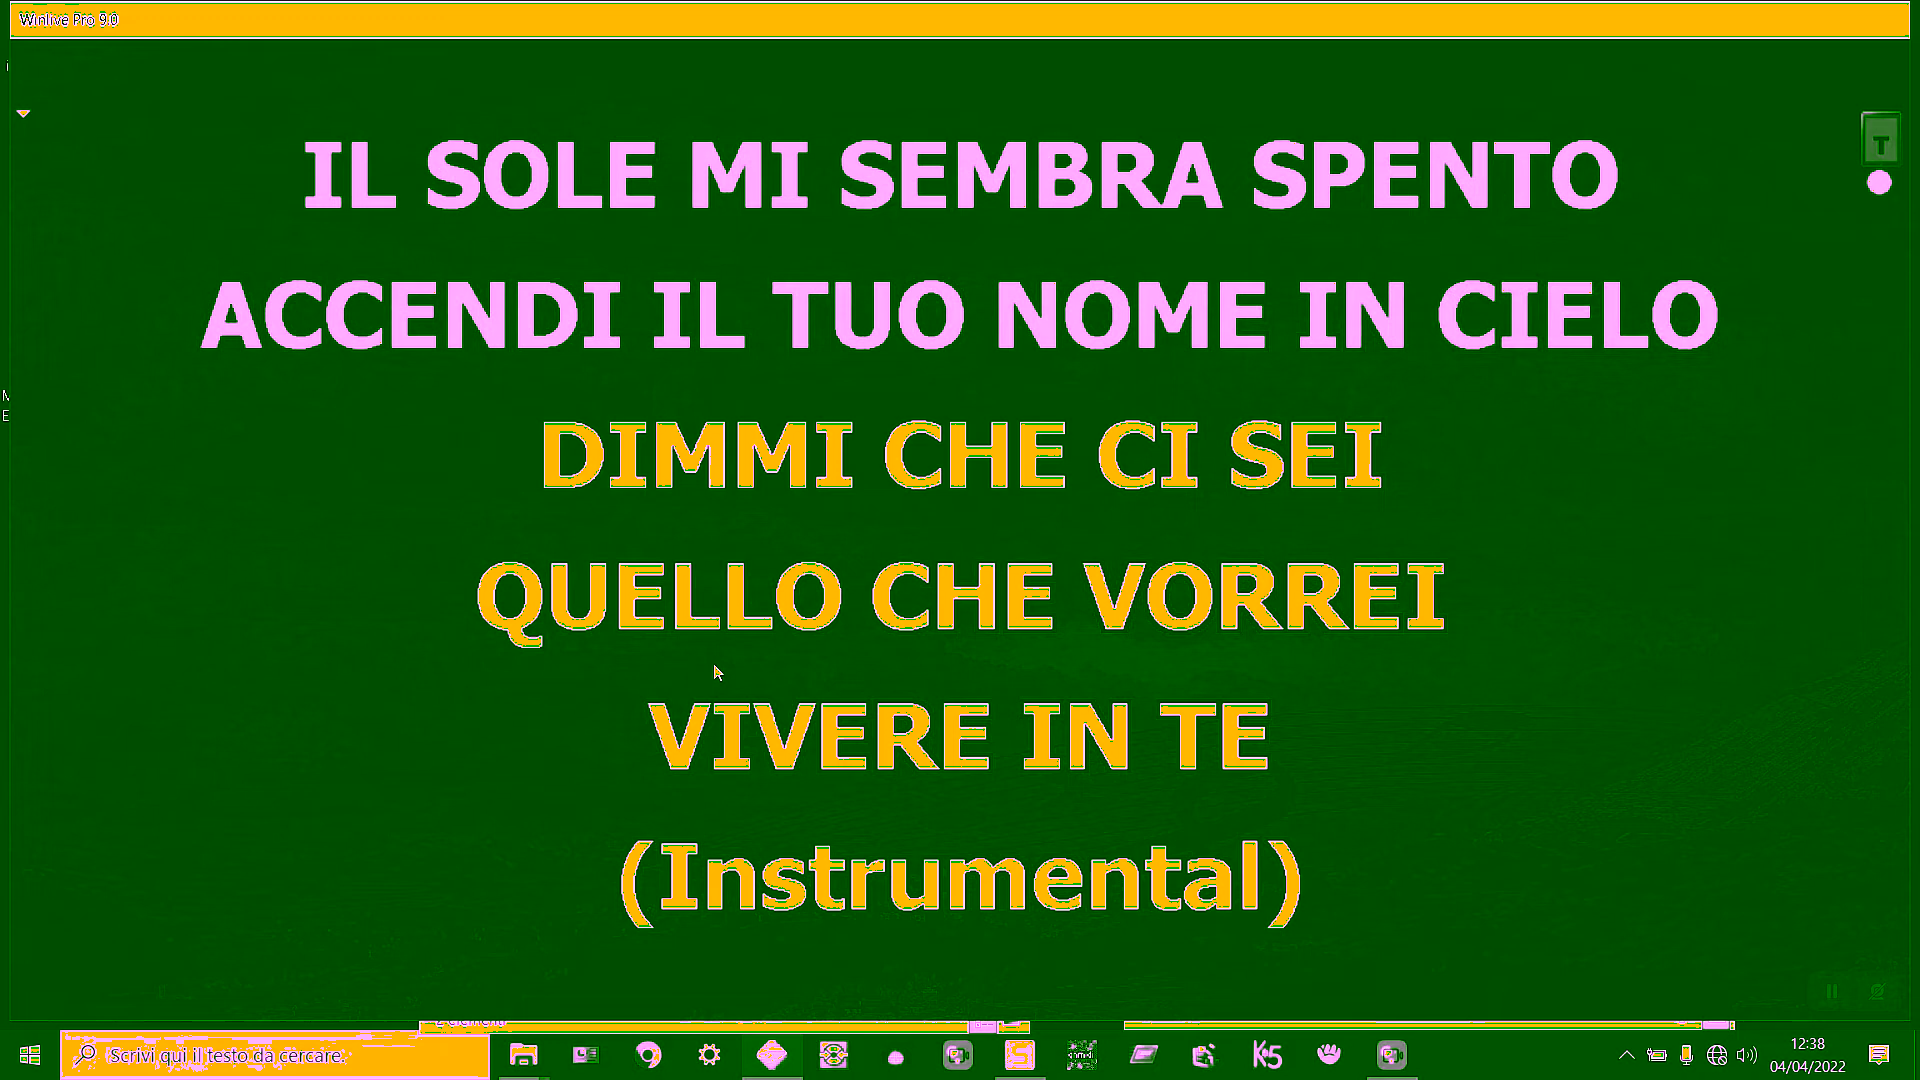 Winlive Pro 9.0
T
IL SOLE MI SEMBRA SPENTO
ACCENDI IL TUO NOME IN CIELO
DIMMI CHE CI SEI
QUELLO CHE VORREI
VIVERE IN TE
(Instrumental)
Scrivi qui il testo da cercare.
K5
12:38
04/04/2022